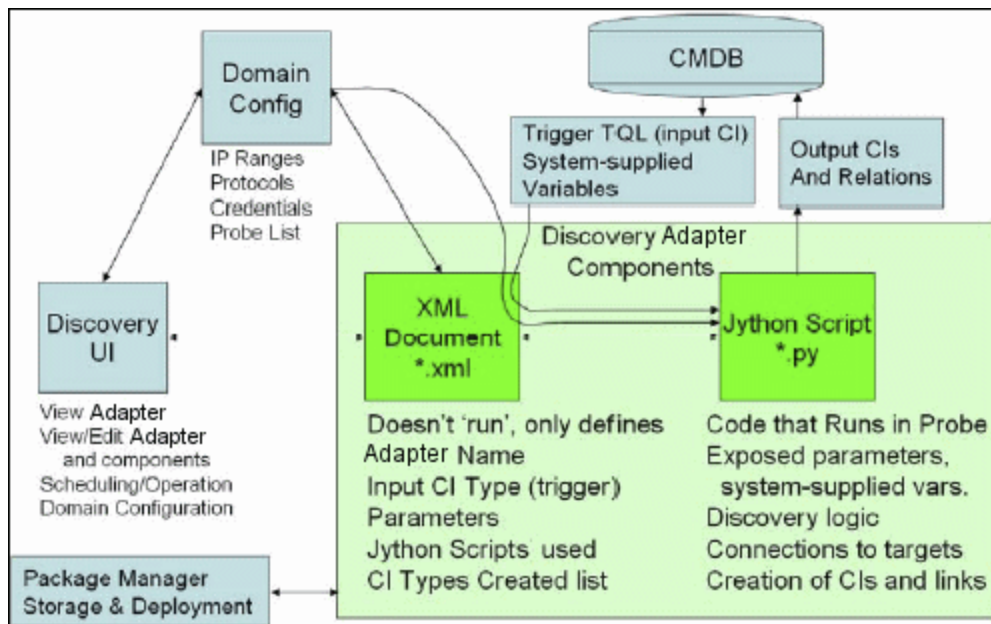 Domain
Config
IP Ranges
Protocols
Credentials
Probe List
CMDB
Trigger TQL (input CI)
System-supplied
Variables
Output CIs
And Relations
Discovery Adapter
Components
Discovery
UI
View Adapter
View/Edit Adapter
and components
Scheduling/Operation
Domain Configuration
XML
Document
*.xml
Doesn't 'run', only defines
Adapter Name
Input CI Type (trigger)
Parameters
Jython Scripts used
CI Types Created list
Jython Script
*.py
Code that Runs in Probe
Exposed parameters,
system-supplied vars.
Discovery logic
Connections to targets
Creation of CIs and links
Package Manager
Storage & Deployment